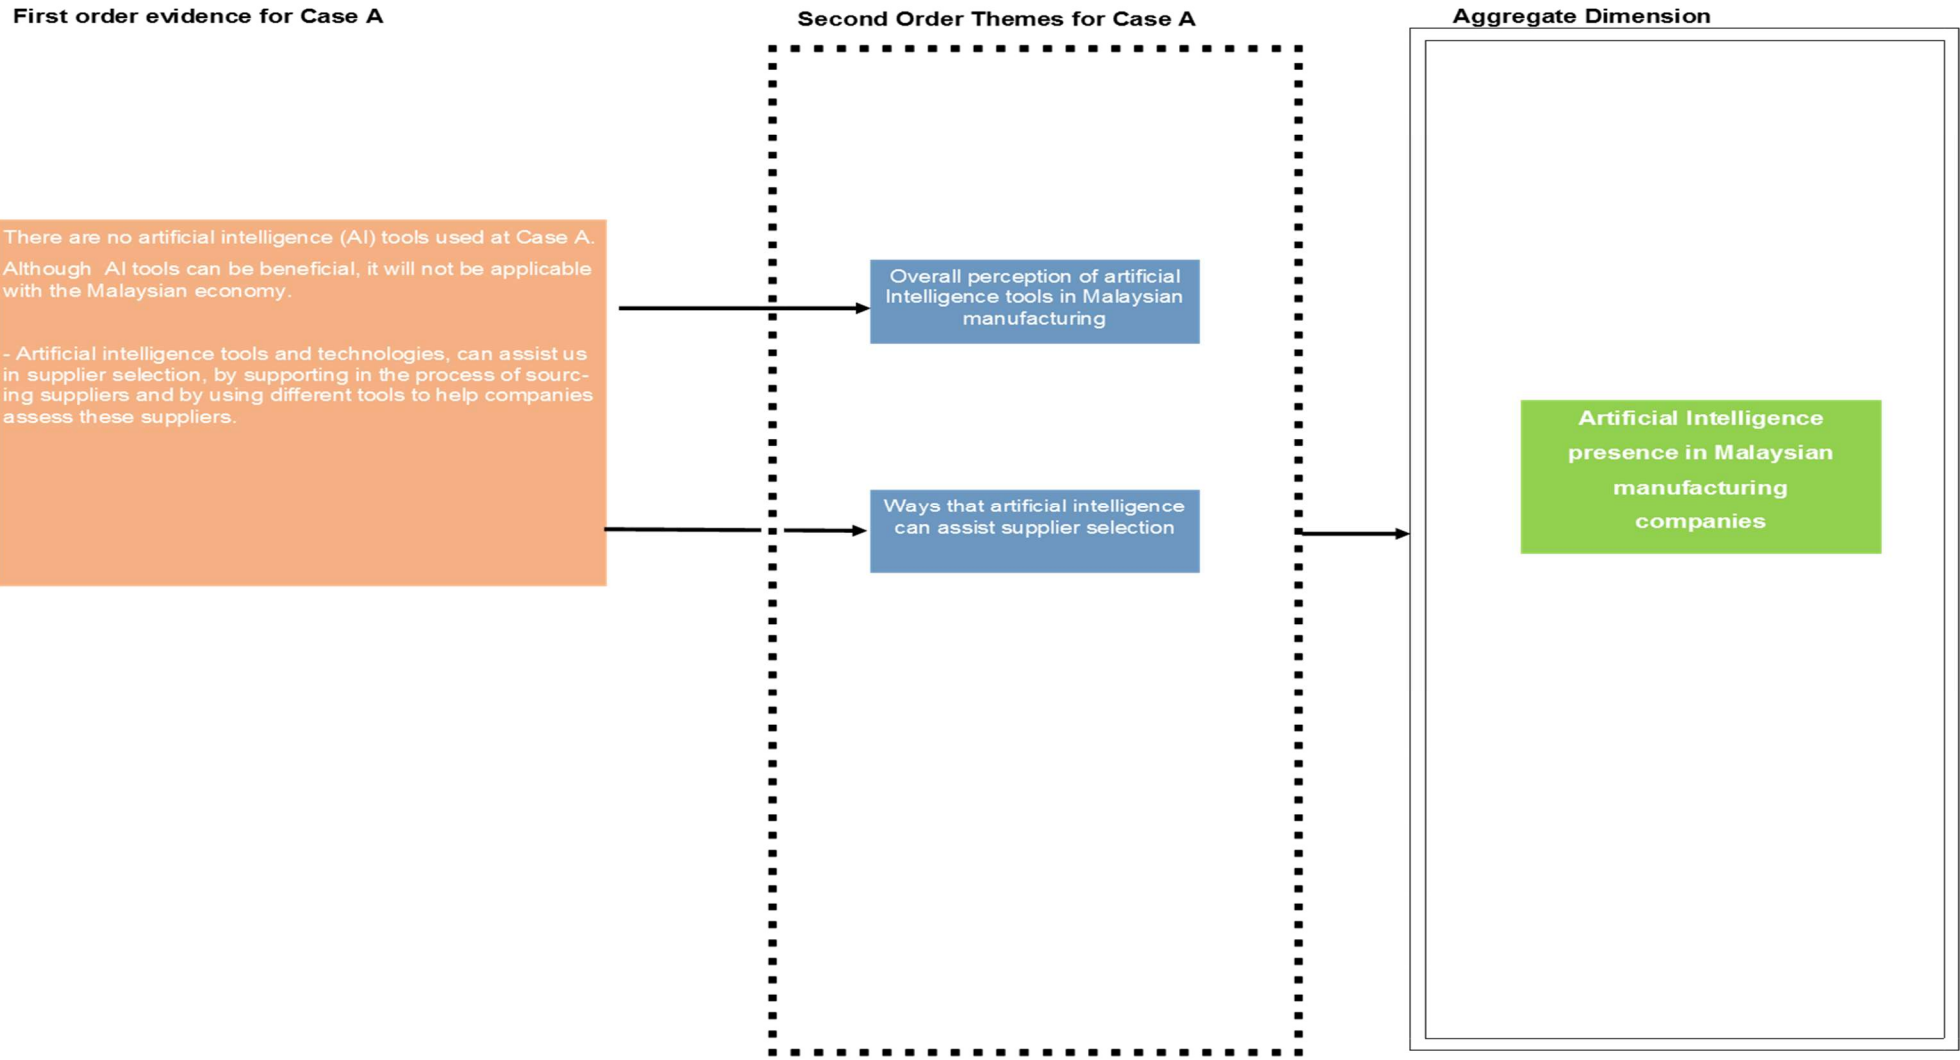 First order evidence for Case A
Second Order Themes for Case A
Aggregate Dimension
There are no artificial intelligence (AI) tools used at Case A.
Although AI tools can be beneficial, it will not be applicable
with the Malaysian economy.
- Artificial intelligence tools and technologies, can assist us
in supplier selection, by supporting in the process of sourc-
ing suppliers and by using different tools to help companies
assess these suppliers.
Overall perception of artificial
Intelligence tools in Malaysian
manufacturing
Ways that artificial intelligence
can assist supplier selection
Artificial Intelligence
presence in Malaysian
manufacturing
companies